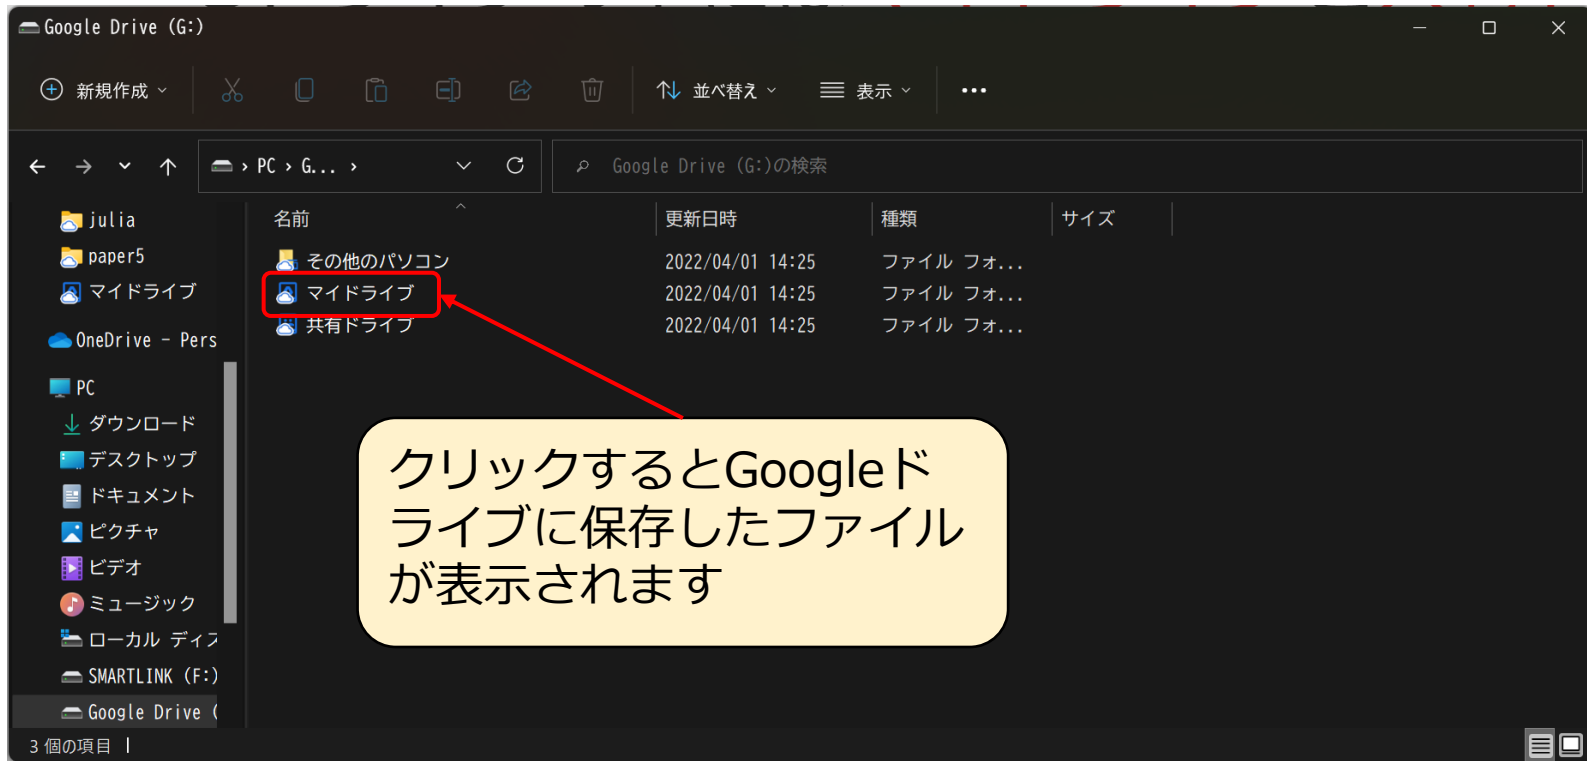 Google Drive (G:)
新規作成
並べ替え
表示
PC › G... ›
Google Drive (G:)の検索
名前 更新日時 種類 サイズ
julia
paper5
マイドライブ
OneDrive - Pers
PC
ダウンロード
デスクトップ
ドキュメント
ピクチャ
ビデオ
ミュージック
ローカル ディス
SMARTLINK (F:)
Google Drive (
その他のパソコン 2022/04/01 14:25 ファイル フォ...
マイドライブ 2022/04/01 14:25 ファイル フォ...
共有ドライブ 2022/04/01 14:25 ファイル フォ...
クリックするとGoogleド
ライブに保存したファイル
が表示されます
3 個の項目